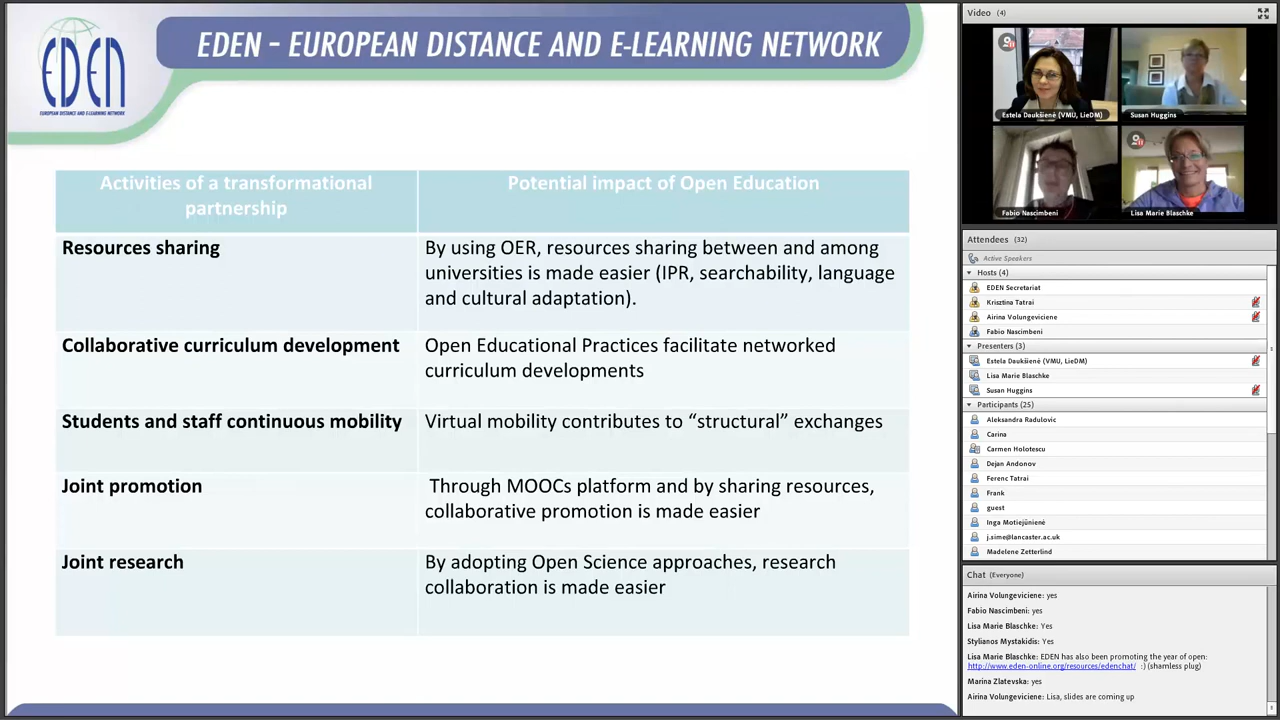 EDEN
EUROPEAN DISTANCE AND E-LEARNING NETWORK
EDEN – EUROPEAN DISTANCE AND E-LEARNING NETWORK
Activities of a transformational
partnership
Potential impact of Open Education
Resources sharing
By using OER, resources sharing between and among
universities is made easier (IPR, searchability, language
and cultural adaptation).
Collaborative curriculum development
Open Educational Practices facilitate networked
curriculum developments
Students and staff continuous mobility
Virtual mobility contributes to “structural” exchanges
Joint promotion
Through MOOCs platform and by sharing resources,
collaborative promotion is made easier
Joint research
By adopting Open Science approaches, research
collaboration is made easier
Video (4)
Estela Daukšienė (VMU, LieDM)
Susan Huggins
Fabio Nascimbeni
Lisa Marie Blaschke
Attendees (32)
Active Speakers
Hosts (4)
EDEN Secretariat
Krisztina Tatrai
Airina Volungeviciene
Fabio Nascimbeni
Presenters (3)
Estela Daukšienė (VMU, LieDM)
Lisa Marie Blaschke
Susan Huggins
Participants (25)
Aleksandra Radulovic
Carina
Carmen Holotescu
Dejan Andonov
Ferenc Tatrai
Frank
guest
Inga Motiejūnienė
j.sime@lancaster.ac.uk
Madelene Zetterlind
Chat (Everyone)
Airina Volungeviciene: yes
Fabio Nascimbeni: yes
Lisa Marie Blaschke: Yes
Stylianos Mystakidis: Yes
Lisa Marie Blaschke: EDEN has also been promoting the year of open:
http://www.eden-online.org/resources/edenchat/ :) (shamless plug)
Marina Zlatevska: yes
Airina Volungeviciene: Lisa, slides are coming up